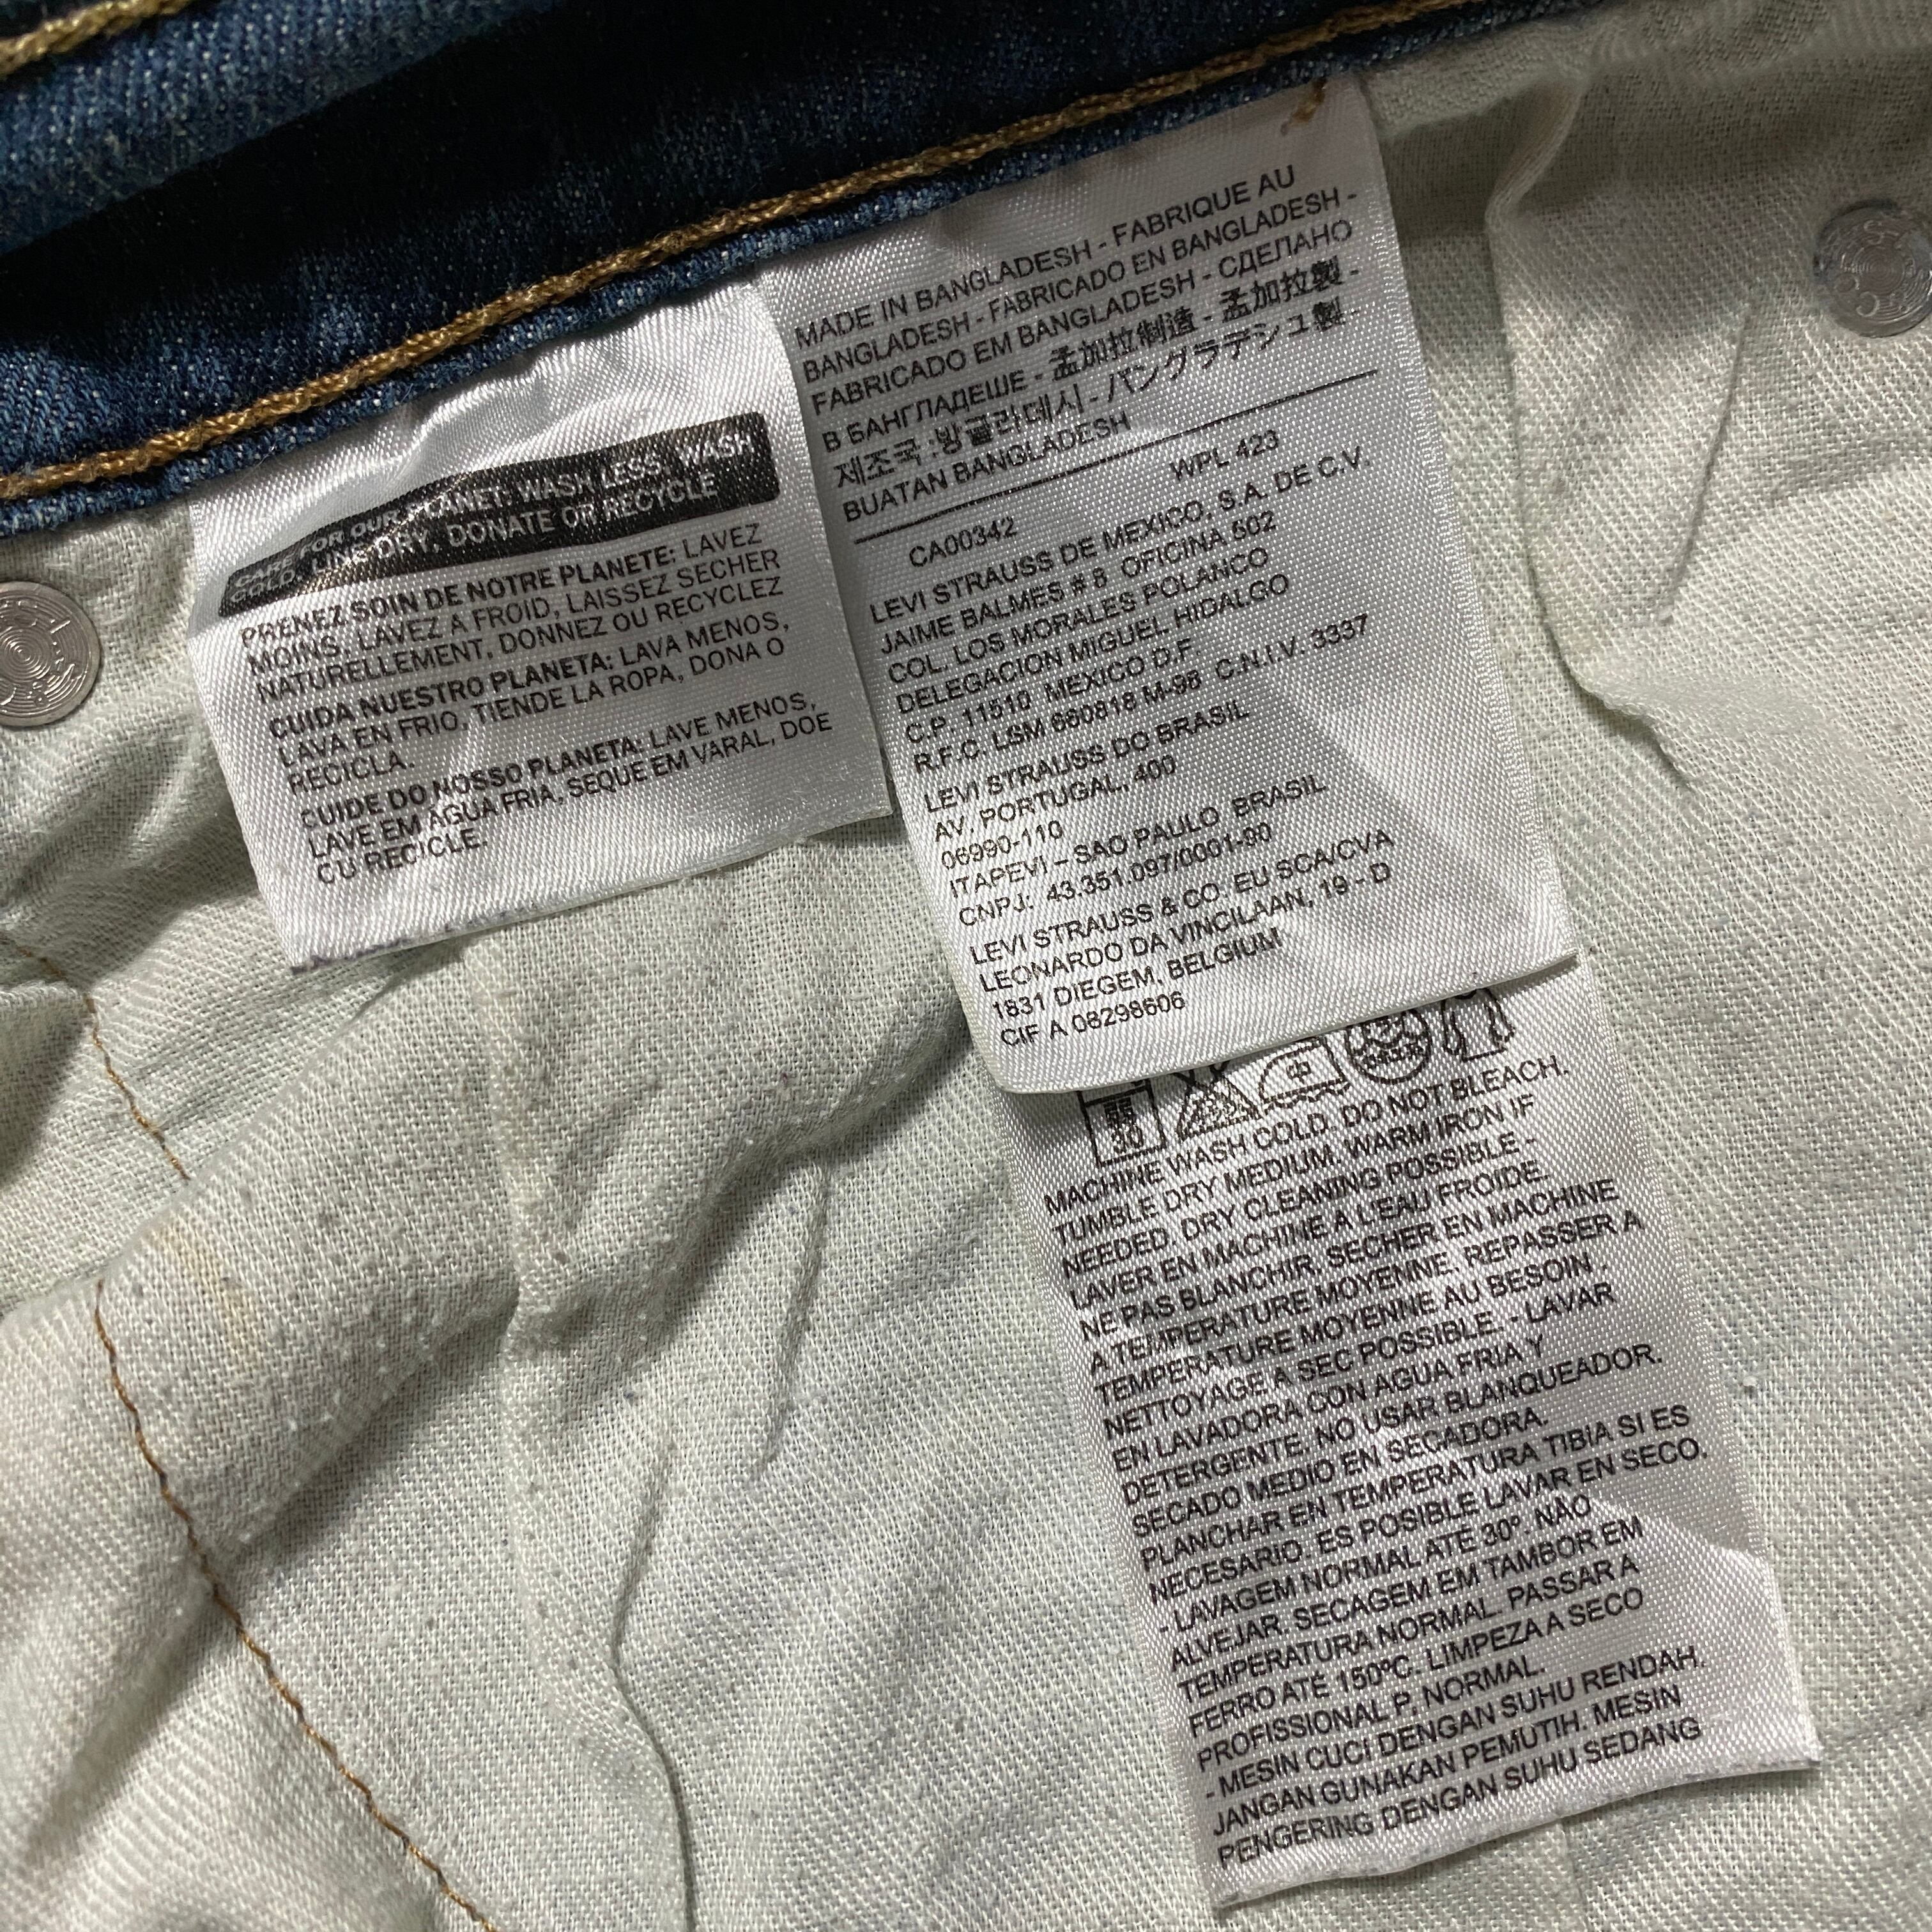 CARE FOR OUR PLANET: WASH LESS, WASH
COLD, LINE DRY, DONATE OR RECYCLE
PRENEZ SOIN DE NOTRE PLANETE: LAVEZ
MOINS, LAVEZ A FROID, LAISSEZ SECHER
NATURELLEMENT, DONNEZ OU RECYCLEZ
CUIDA NUESTRO PLANETA: LAVA MENOS,
LAVA EN FRIO, TIENDE LA ROPA, DONA O
RECICLA.
CUIDE DO NOSSO PLANETA: LAVE MENOS,
LAVE EM AGUA FRIA, SEQUE EM VARAL, DOE
CU RECICLE.
MADE IN BANGLADESH - FABRIQUE AU
BANGLADESH - FABRICADO EN BANGLADESH -
FABRICADO EM BANGLADESH - СДЕЛАНО
В БАНГЛАДЕШЕ - 孟加拉制造 - 孟加拉製 -
제조국 :방글라데시 - バングラデシュ製 -
BUATAN BANGLADESH
WPL 423
CA00342
LEVI STRAUSS DE MEXICO, S.A. DE C.V.
JAIME BALMES # 8 OFICINA 502
COL. LOS MORALES POLANCO
DELEGACION MIGUEL HIDALGO
C.P. 11510 MEXICO D.F.
R.F.C. LSM 660818 M-98 C.N.I.V. 3337
LEVI STRAUSS DO BRASIL
AV. PORTUGAL, 400
06990-110
ITAPEVI – SAO PAULO BRASIL
CNPJ: 43.351.097/0001-90
LEVI STRAUSS & CO. EU SCA/CVA
LEONARDO DA VINCILAAN, 19 - D
1831 DIEGEM, BELGIUM
CIF A 08298606
30
MACHINE WASH COLD. DO NOT BLEACH.
TUMBLE DRY MEDIUM. WARM IRON IF
NEEDED. DRY CLEANING POSSIBLE -
LAVER EN MACHINE A L'EAU FROIDE.
NE PAS BLANCHIR, SECHER EN MACHINE
A TEMPERATURE MOYENNE. REPASSER A
TEMPERATURE MOYENNE AU BESOIN .
NETTOYAGE A SEC POSSIBLE. - LAVAR
EN LAVADORA CON AGUA FRIA Y
DETERGENTE. NO USAR BLANQUEADOR.
SECADO MEDIO EN SECADORA.
PLANCHAR EN TEMPERATURA TIBIA SI ES
NECESARIO. ES POSIBLE LAVAR EN SECO.
- LAVAGEM NORMAL ATÉ 30º. NÃO
ALVEJAR. SECAGEM EM TAMBOR EM
TEMPERATURA NORMAL. PASSAR A
FERRO ATÉ 150ºC. LIMPEZA A SECO
PROFISSIONAL P, NORMAL.
- MESIN CUCI DENGAN SUHU RENDAH.
JANGAN GUNAKAN PEMUTIH. MESIN
PENGERING DENGAN SUHU SEDANG